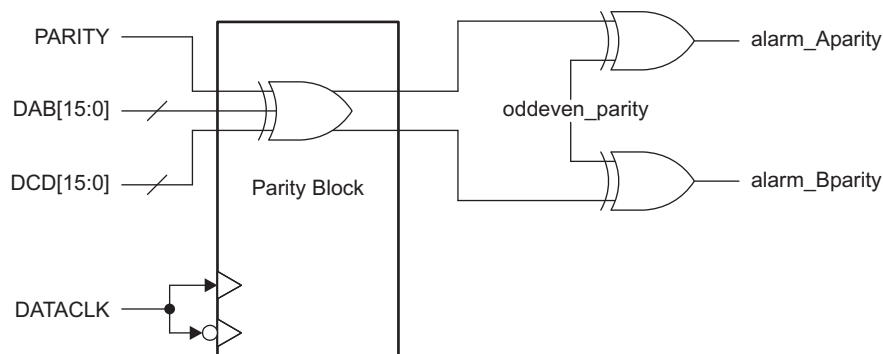 PARITY
alarm_Aparity
DAB[15:0]
oddeven_parity
DCD[15:0]
Parity Block
alarm_Bparity
DATACLK